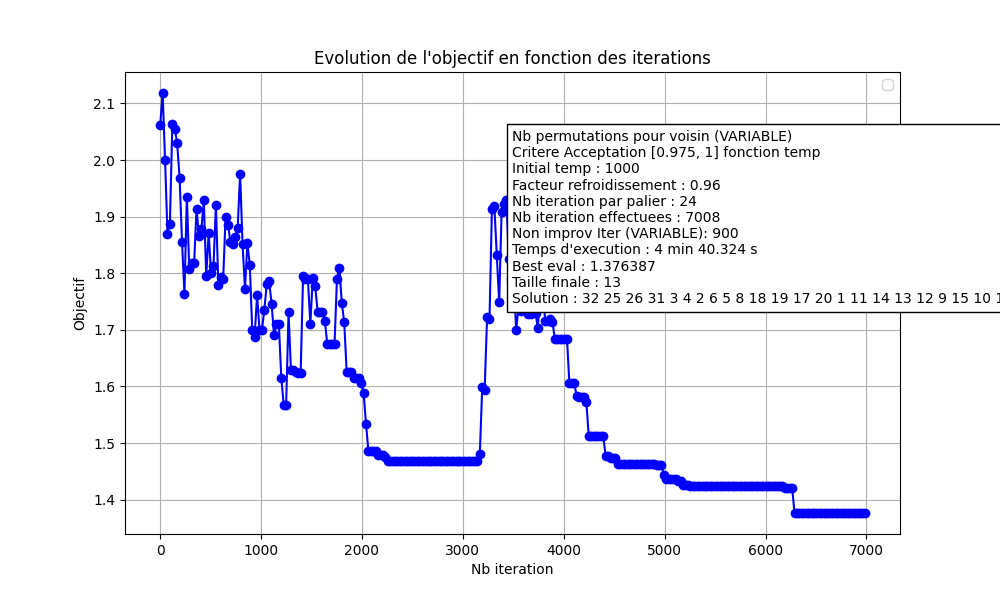 Evolution de l'objectif en fonction des iterations
Objectif
2.1
2.0
1.9
1.8
1.7
1.6
1.5
1.4
Nb permutations pour voisin (VARIABLE)
Critere Acceptation [0.975, 1] fonction temp
Initial temp : 1000
Facteur refroidissement : 0.96
Nb iteration par palier : 24
Nb iteration effectuees : 7008
Non improv Iter (VARIABLE): 900
Temps d'execution : 4 min 40.324 s
Best eval : 1.376387
Taille finale : 13
Solution : 32 25 26 31 3 4 2 6 5 8 18 19 17 20 1 11 14 13 12 9 15 10 1
0 1000 2000 3000 4000 5000 6000 7000
Nb iteration